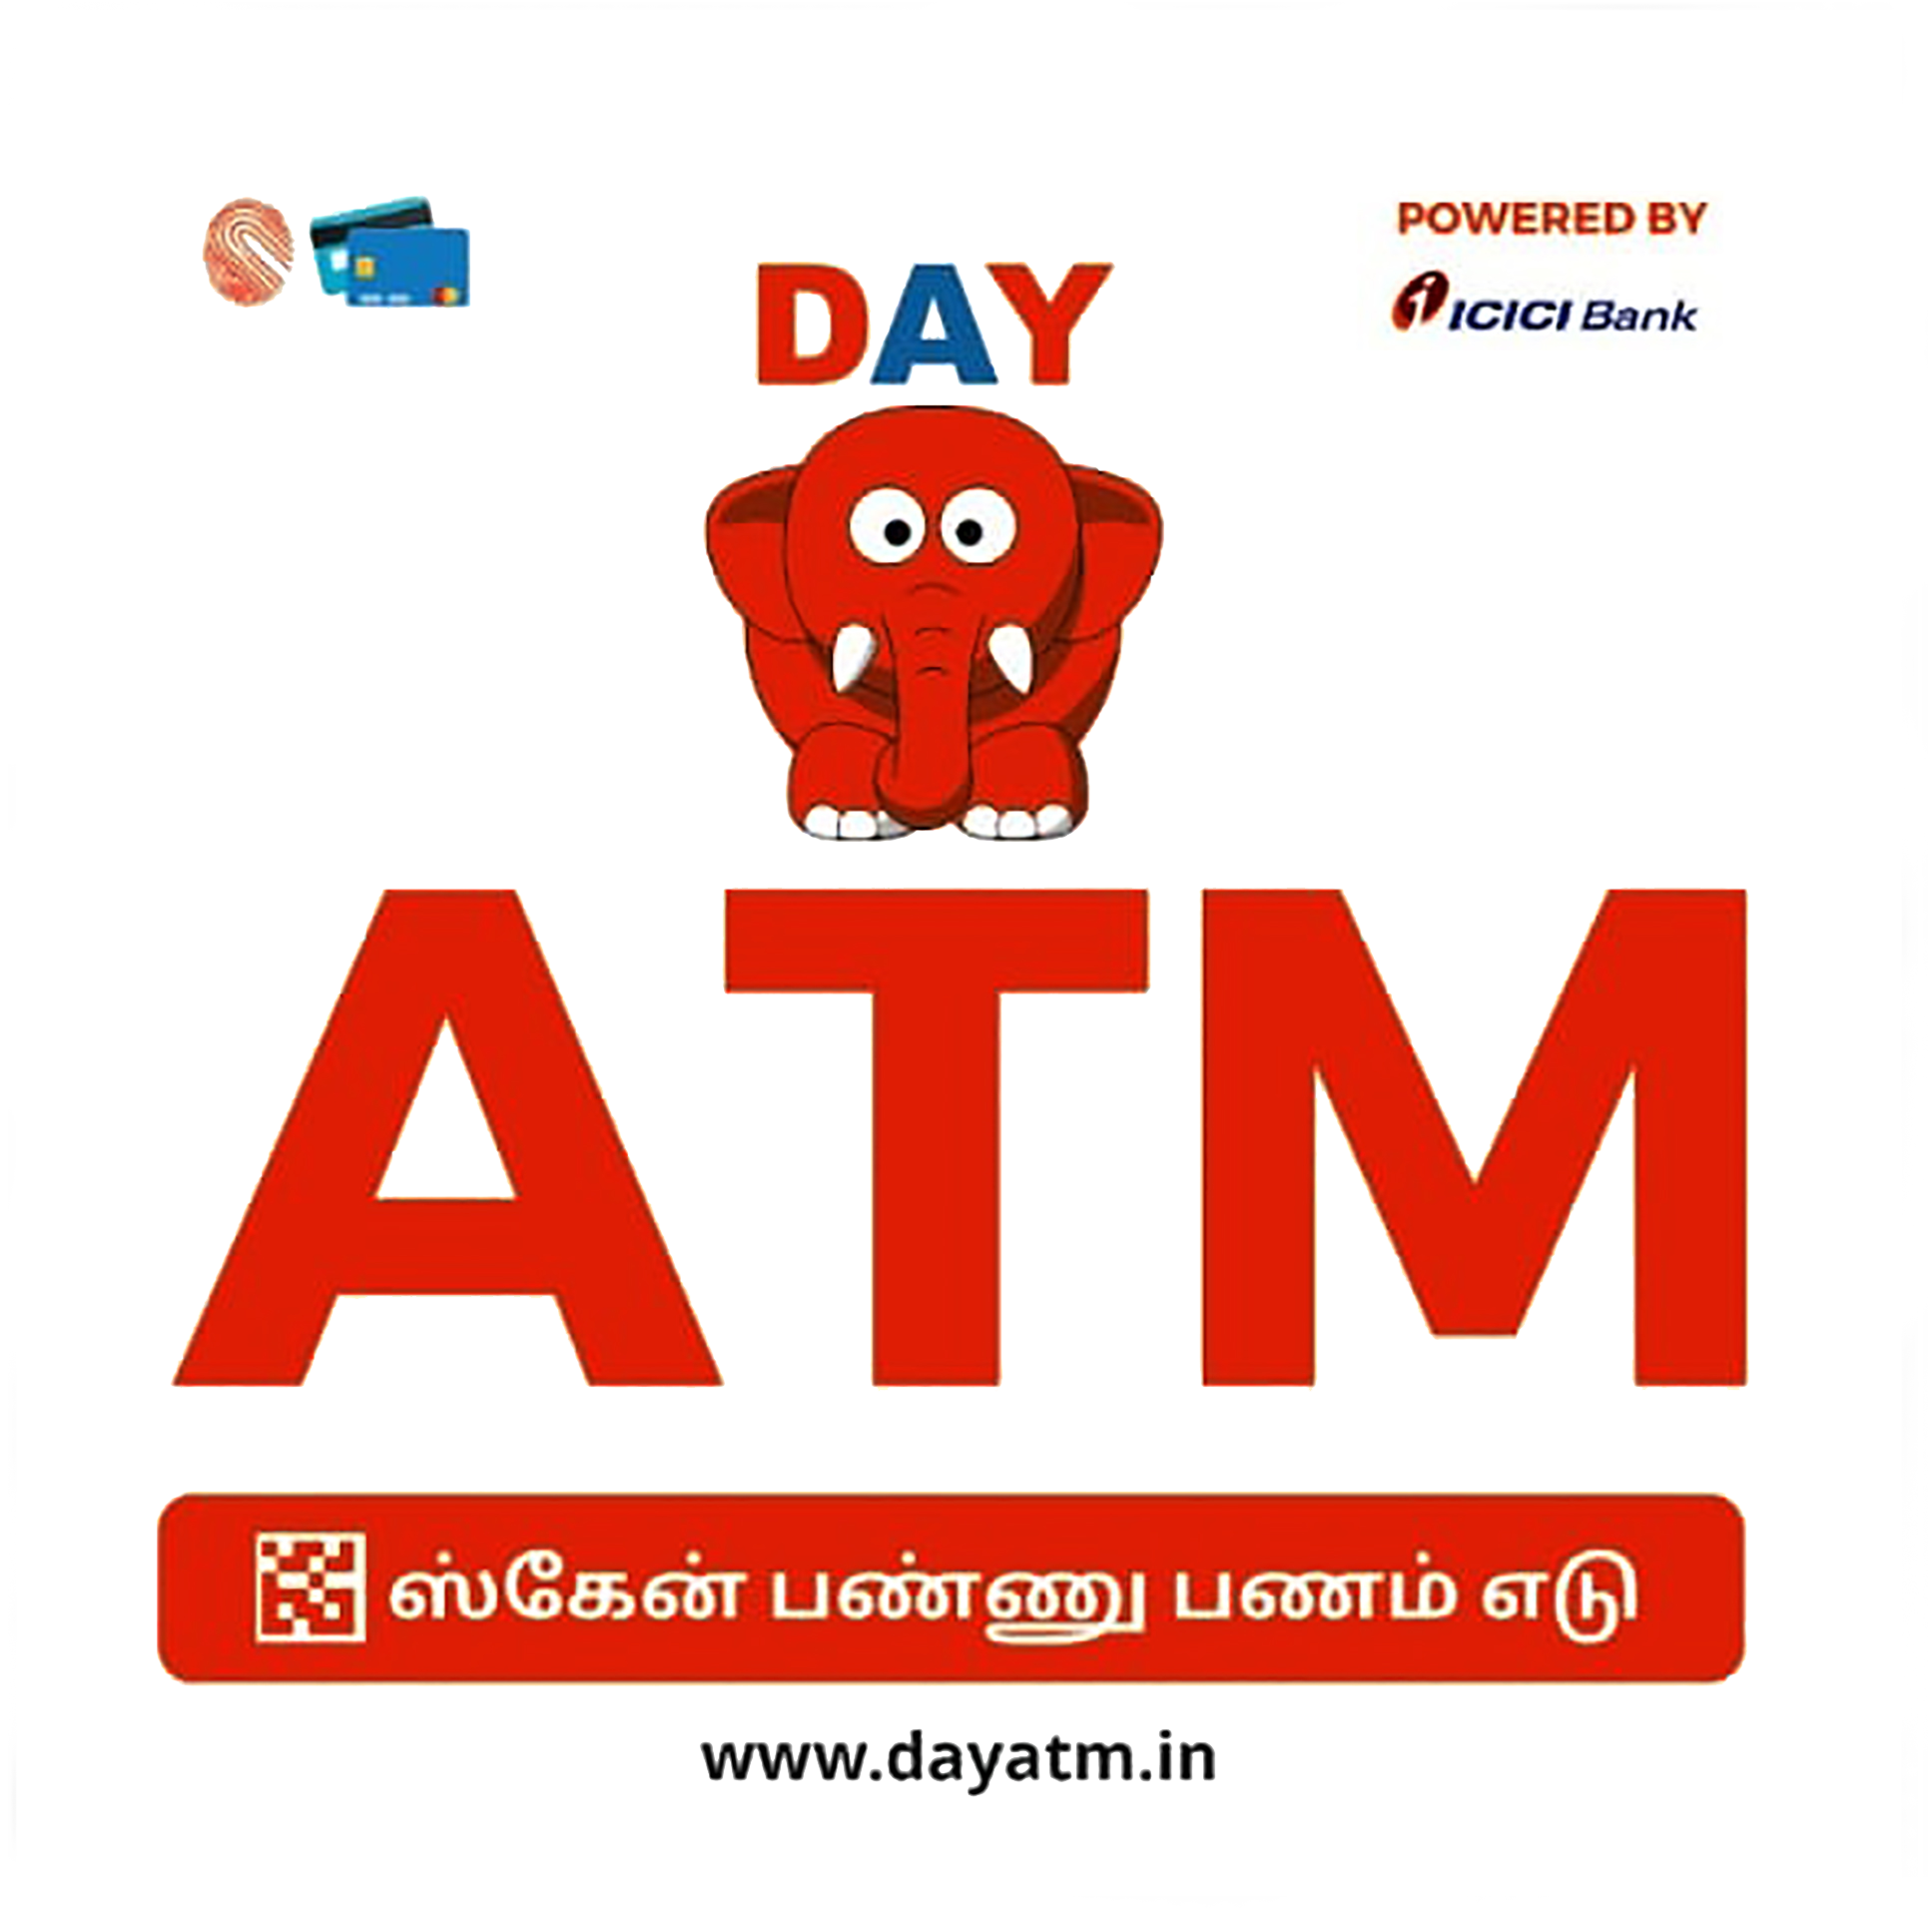 POWERED BY
ICICI Bank
DAY
ATM
ஸ்கேன் பண்ணு பணம் எடு
www.dayatm.in